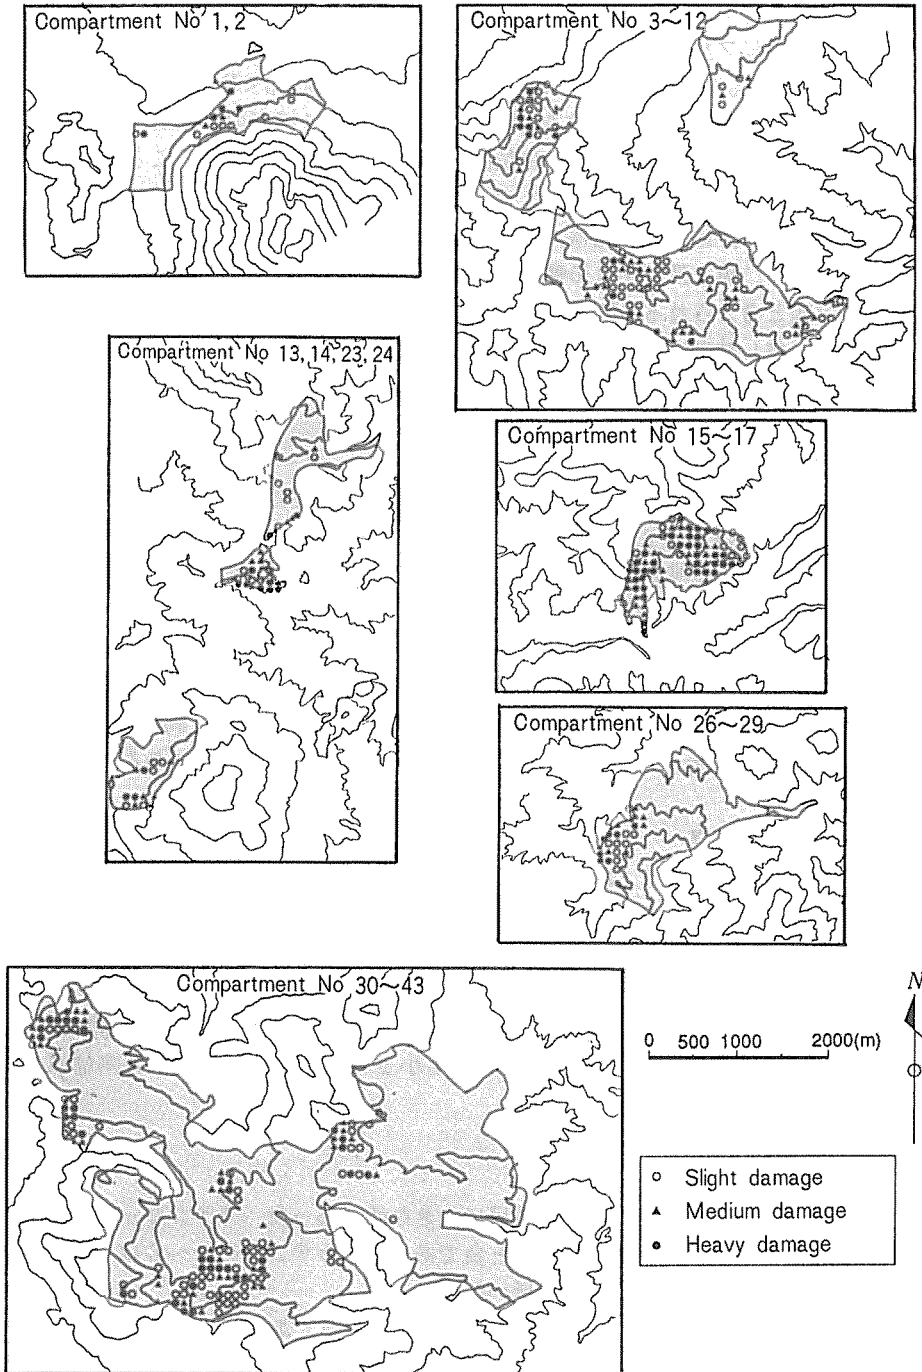 Compartment No 1, 2
Compartment No 3~12
Compartment No 13, 14, 23, 24
Compartment No 15~17
Compartment No 26~29
Compartment No 30~43
N
0 500 1000 2000(m)
Slight damage
Medium damage
Heavy damage